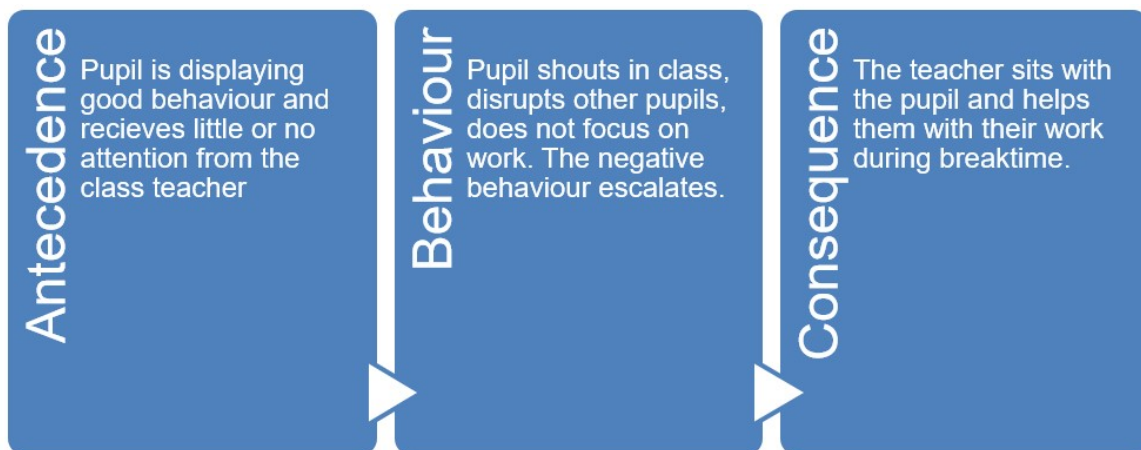 Antecedence
Pupil is displaying
good behaviour and
recieves little or no
attention from the
class teacher
Behaviour
Pupil shouts in class,
disrupts other pupils,
does not focus on
work. The negative
behaviour escalates.
Consequence
The teacher sits with
the pupil and helps
them with their work
during breaktime.